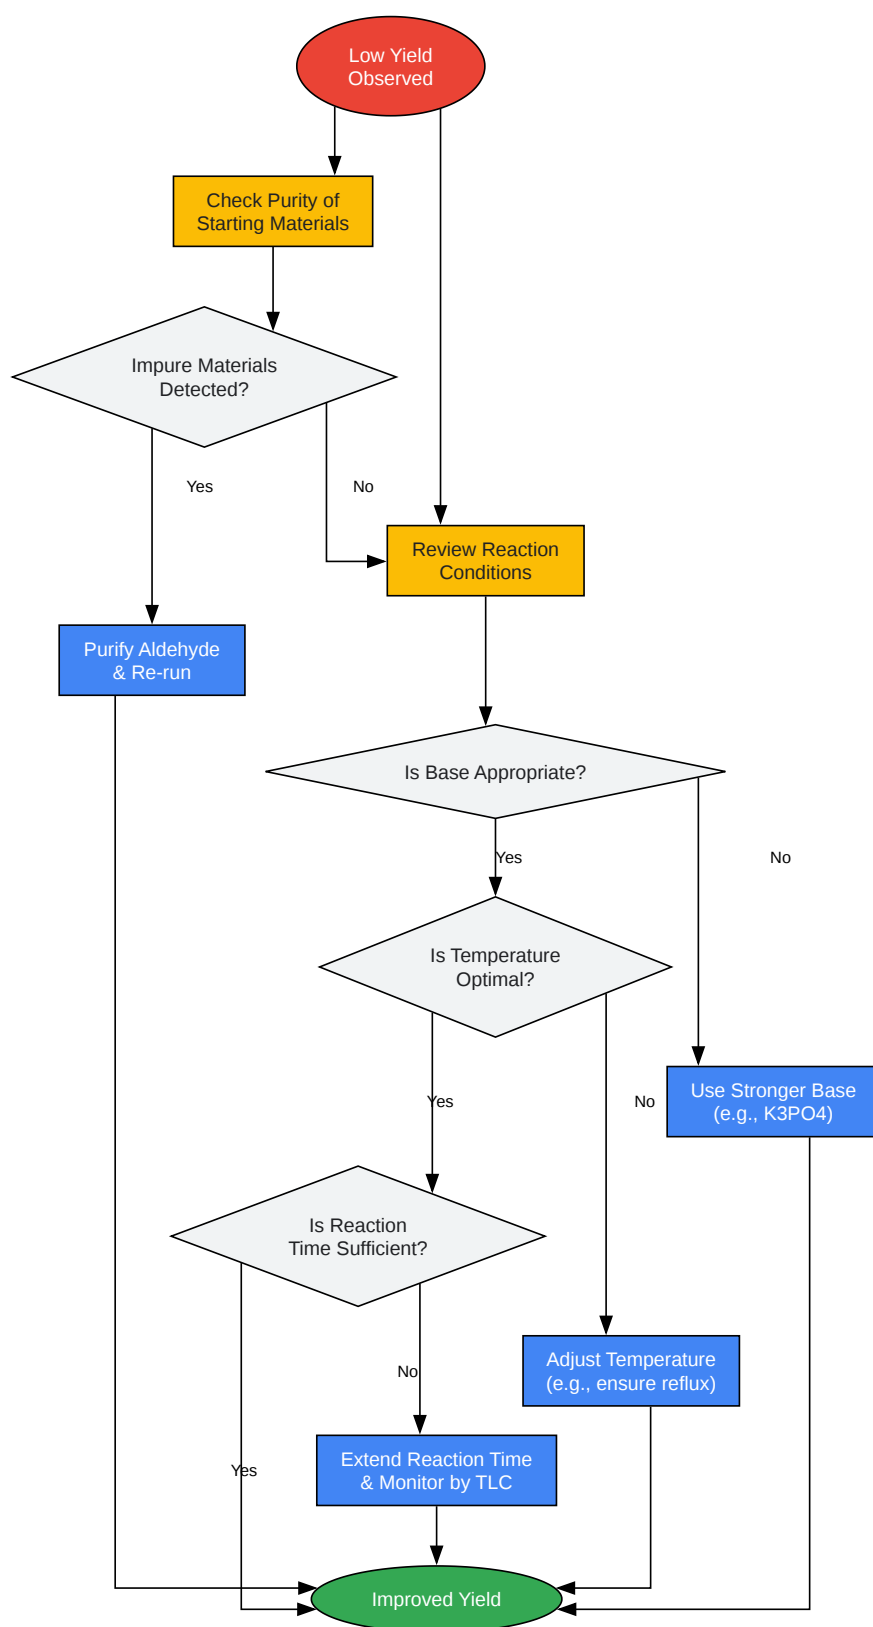 Low Yield
Observed
Check Purity of
Starting Materials
Impure Materials
Detected?
Yes
No
Review Reaction
Conditions
Purify Aldehyde
& Re-run
Is Base Appropriate?
Yes
No
Is Temperature
Optimal?
Yes
No
Use Stronger Base
(e.g., K3PO4)
Is Reaction
Time Sufficient?
No
Adjust Temperature
(e.g., ensure reflux)
Extend Reaction Time
& Monitor by TLC
Yes
Improved Yield